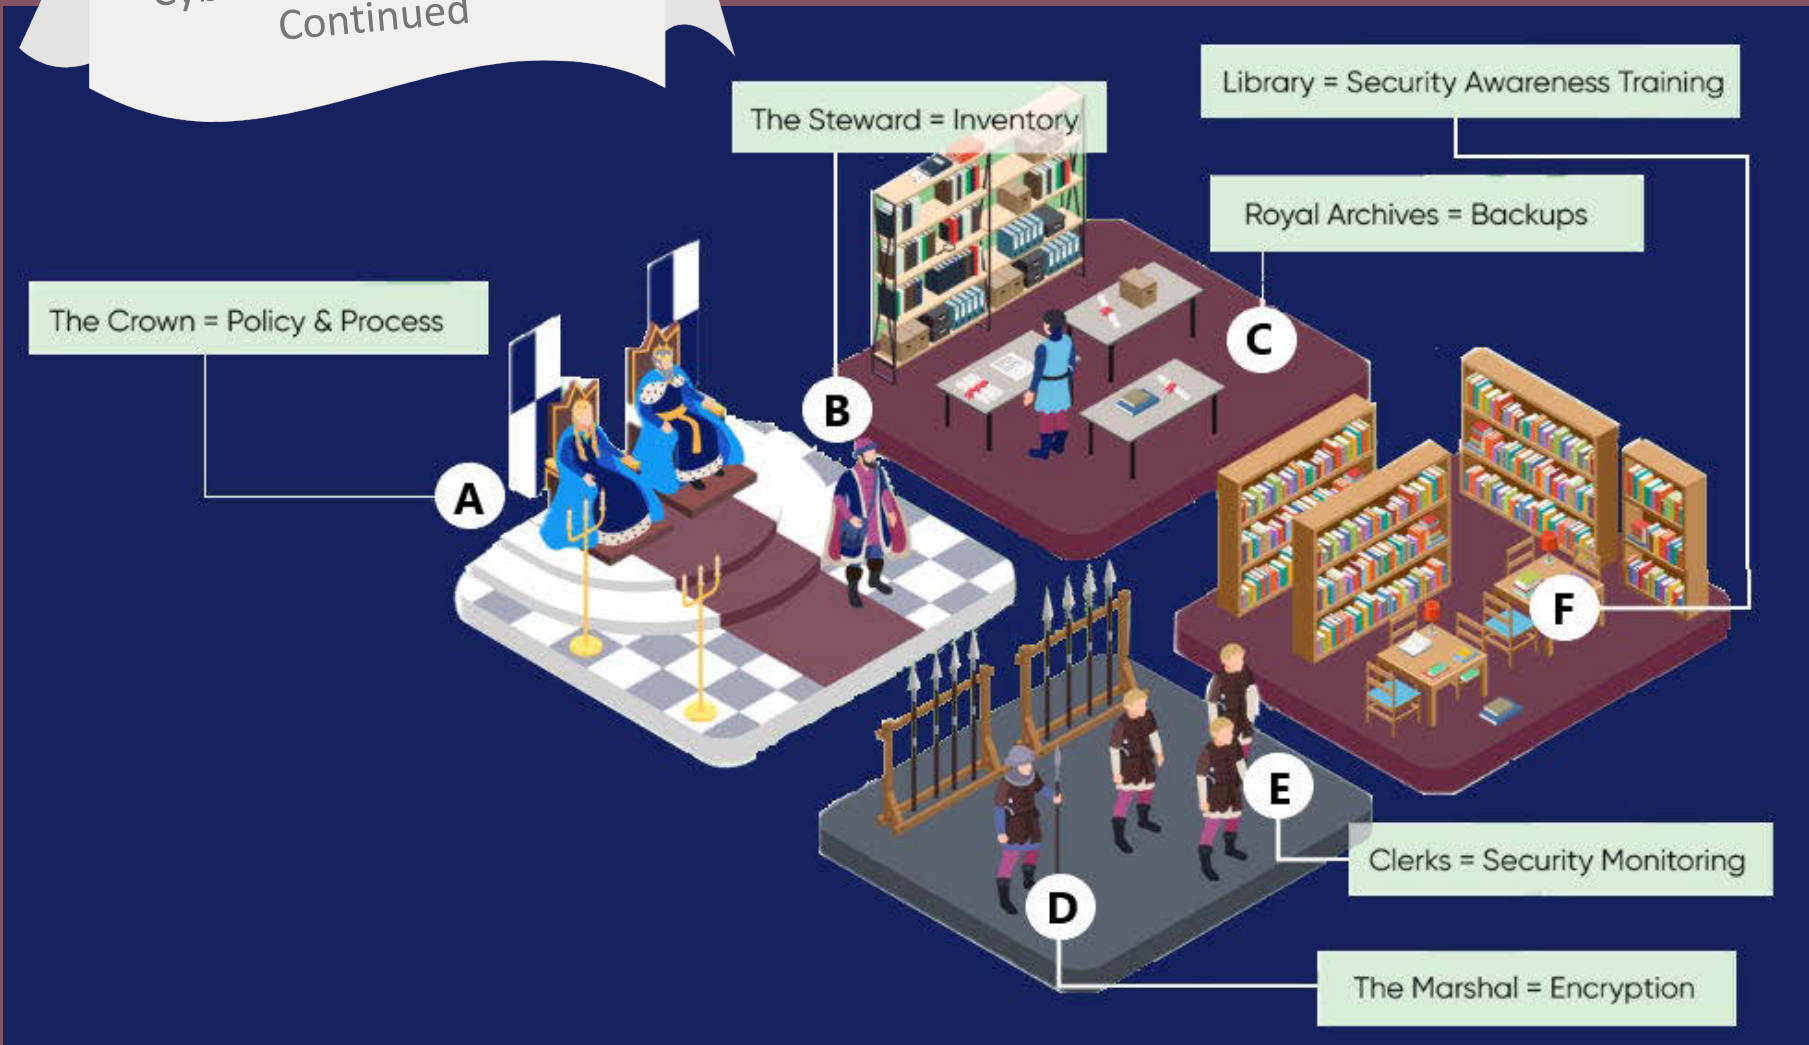 Continued
Library = Security Awareness Training
The Steward = Inventory
Royal Archives = Backups
The Crown = Policy & Process
C
B
A
F
E
Clerks = Security Monitoring
D
The Marshal = Encryption